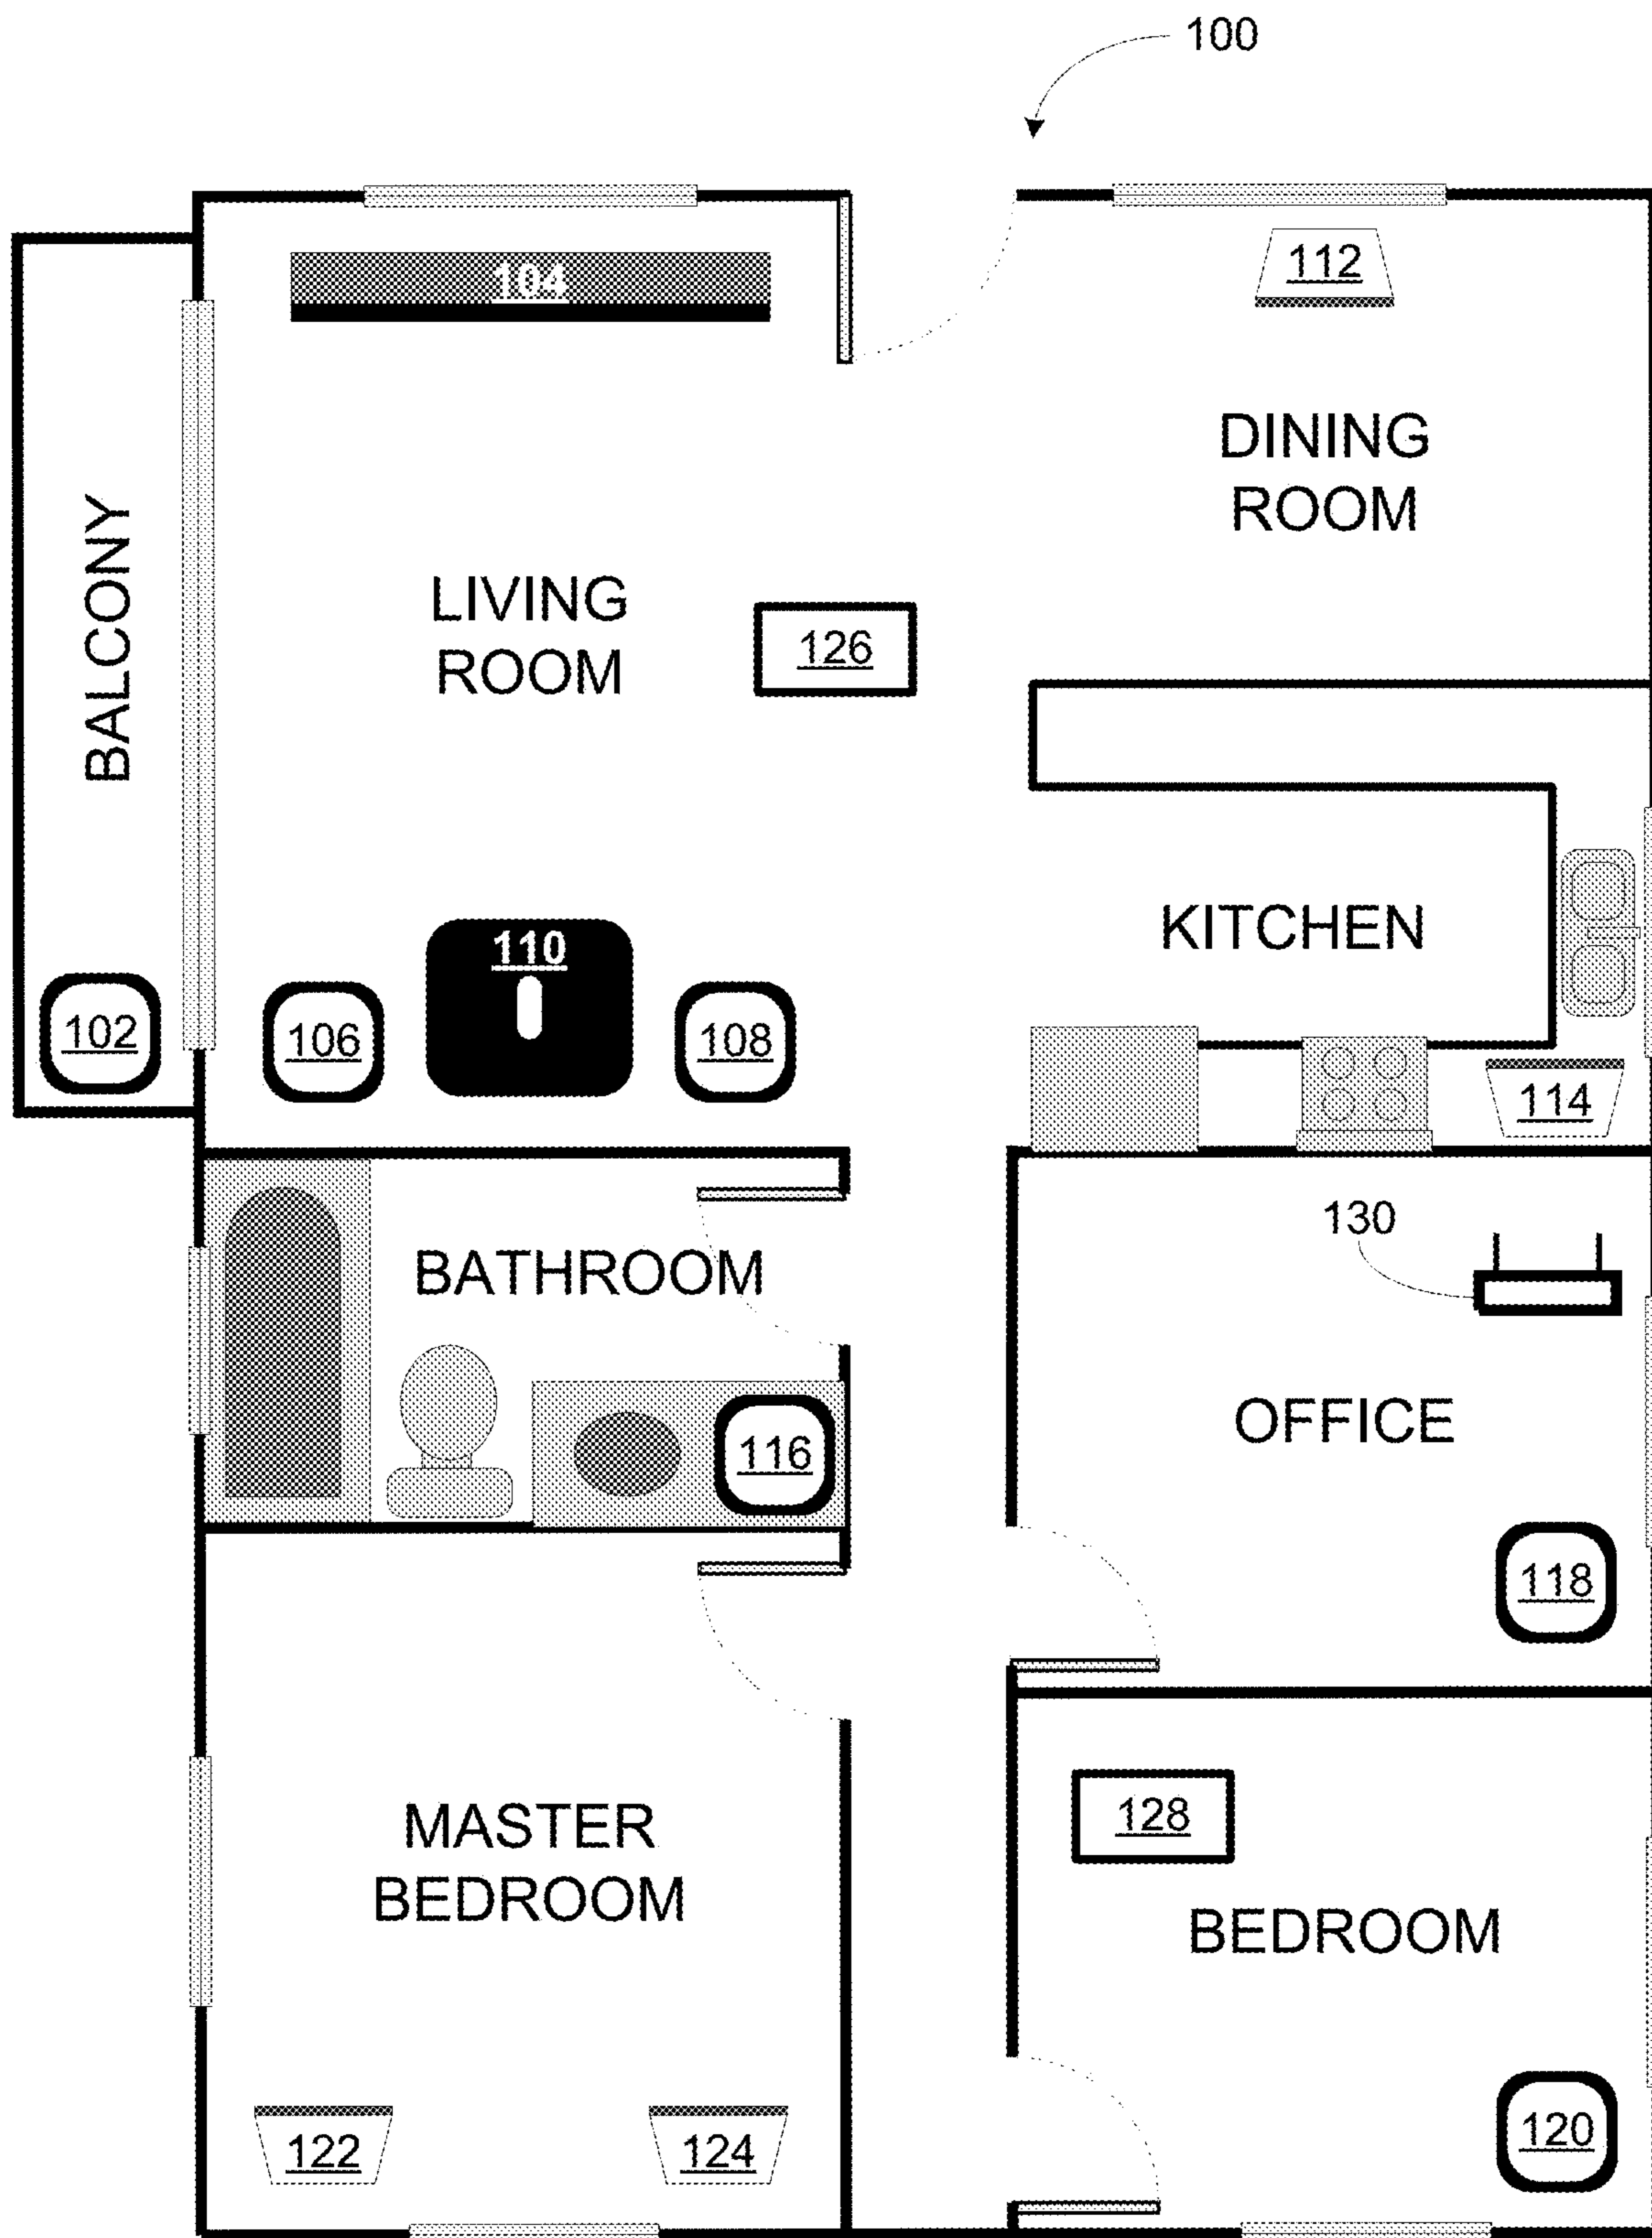 100
104
112
DINING
ROOM
BALCONY
LIVING
ROOM
126
KITCHEN
110
102
106
108
114
130
BATHROOM
OFFICE
116
118
MASTER
BEDROOM
128
BEDROOM
122
124
120